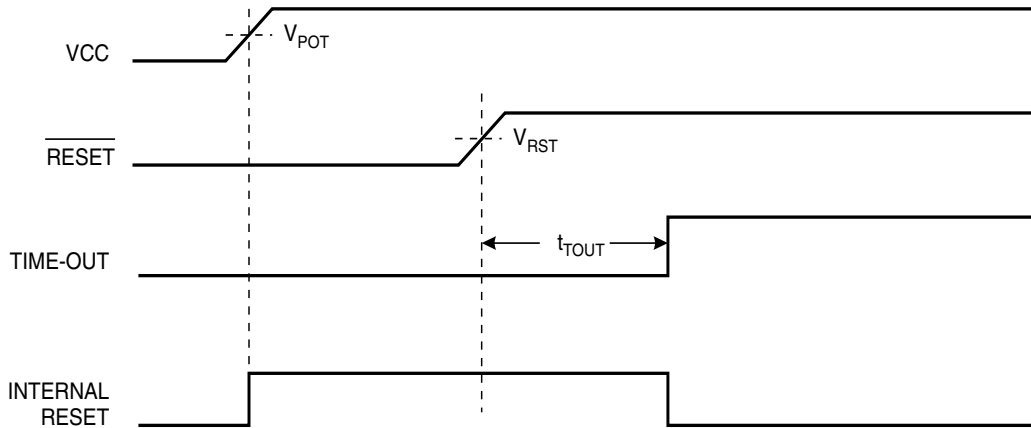 VCC
V_POT
RESET
V_RST
TIME-OUT
t_TOUT
INTERNAL
RESET